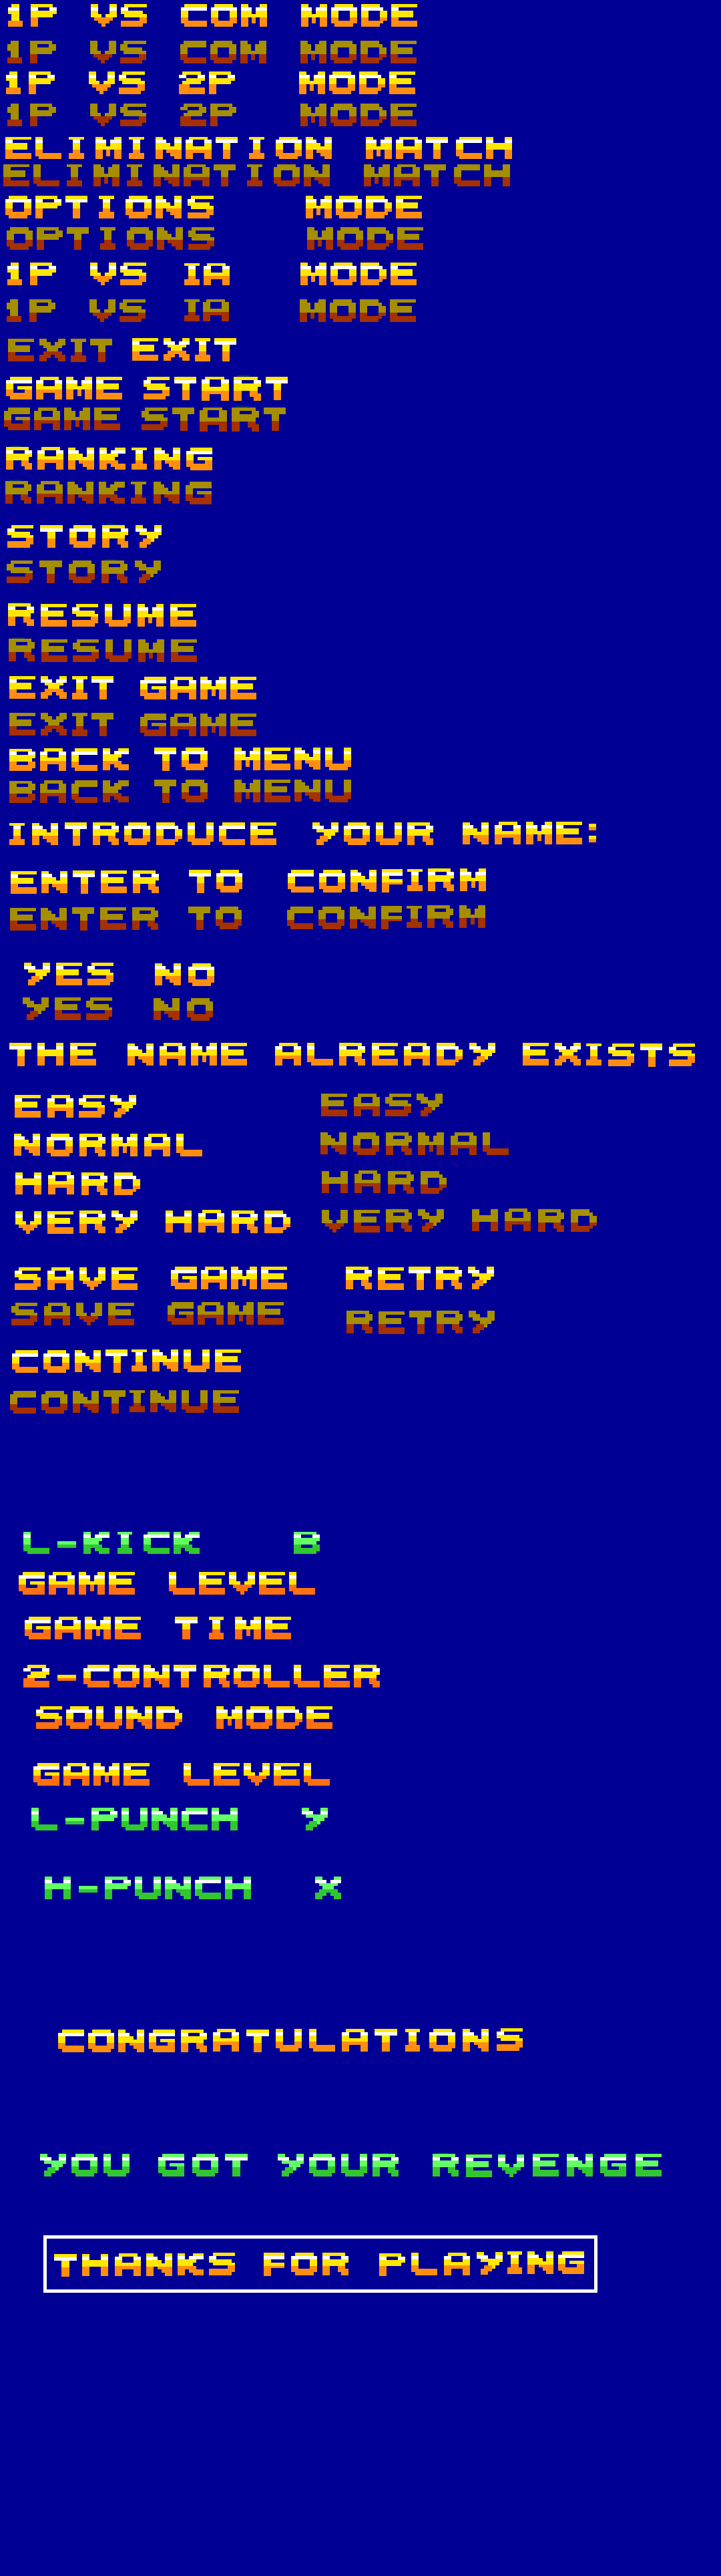 1P VS COM MODE
1P VS COM MODE
1P VS 2P MODE
1P VS 2P MODE
ELIMINATION MATCH
ELIMINATION MATCH
OPTIONS MODE
OPTIONS MODE
1P VS IA MODE
1P VS IA MODE
EXIT EXIT
GAME START
GAME START
RANKING
RANKING
STORY
STORY
RESUME
RESUME
EXIT GAME
EXIT GAME
BACK TO MENU
BACK TO MENU
INTRODUCE YOUR NAME:
ENTER TO CONFIRM
ENTER TO CONFIRM
YES NO
YES NO
THE NAME ALREADY EXISTS
EASY EASY
NORMAL NORMAL
HARD HARD
VERY HARD VERY HARD
SAVE GAME RETRY
SAVE GAME RETRY
CONTINUE
CONTINUE
L-KICK B
GAME LEVEL
GAME TIME
2-CONTROLLER
SOUND MODE
GAME LEVEL
L-PUNCH Y
H-PUNCH X
CONGRATULATIONS
YOU GOT YOUR REVENGE
THANKS FOR PLAYING